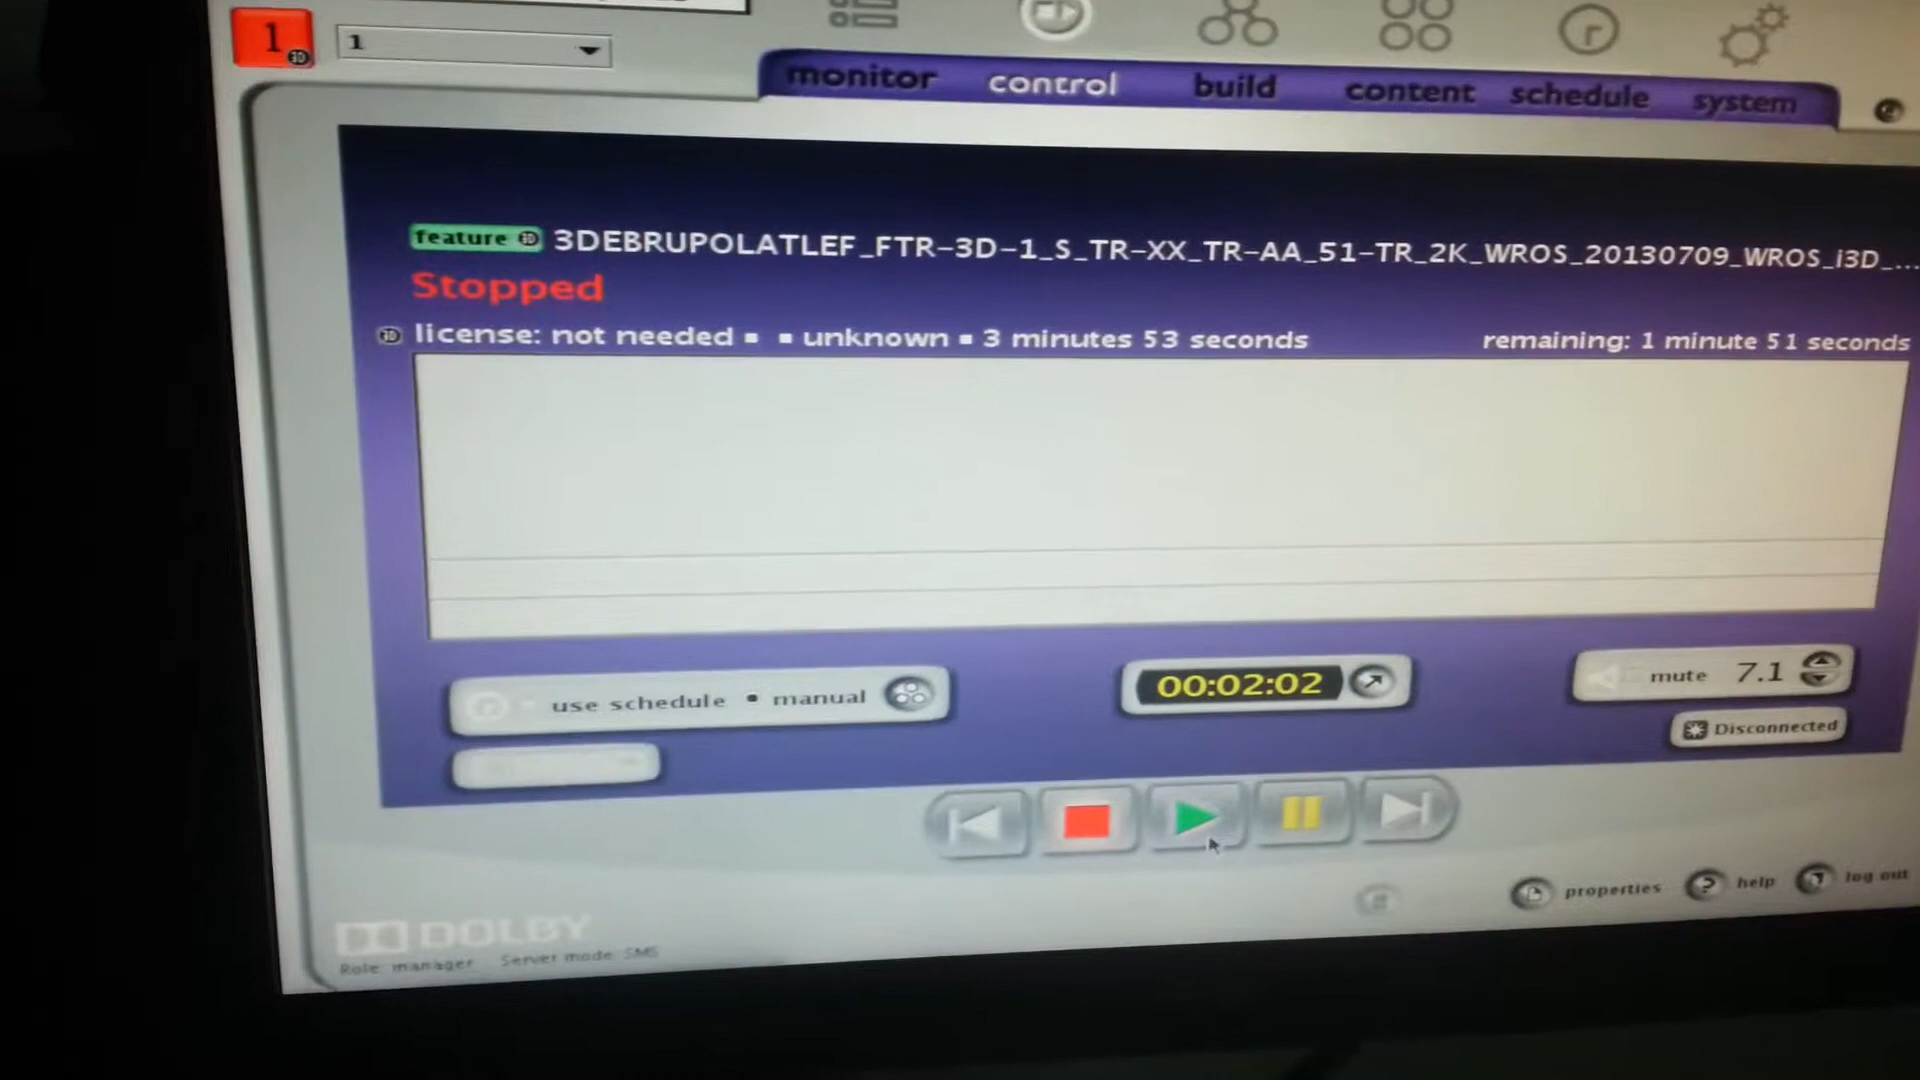 1
1
monitor control build content schedule system
feature 3D 3DEBRUPOLATLEF_FTR-3D-1_S_TR-XX_TR-AA_51-TR_2K_WROS_20130709_WROS_i3D_...
Stopped
3D license: not needed ▪ ▪ unknown ▪ 3 minutes 53 seconds remaining: 1 minute 51 seconds
use schedule • manual
00:02:02
mute 7.1
Disconnected
properties ? help log out
DOLBY
Role: manager Server mode: SMS